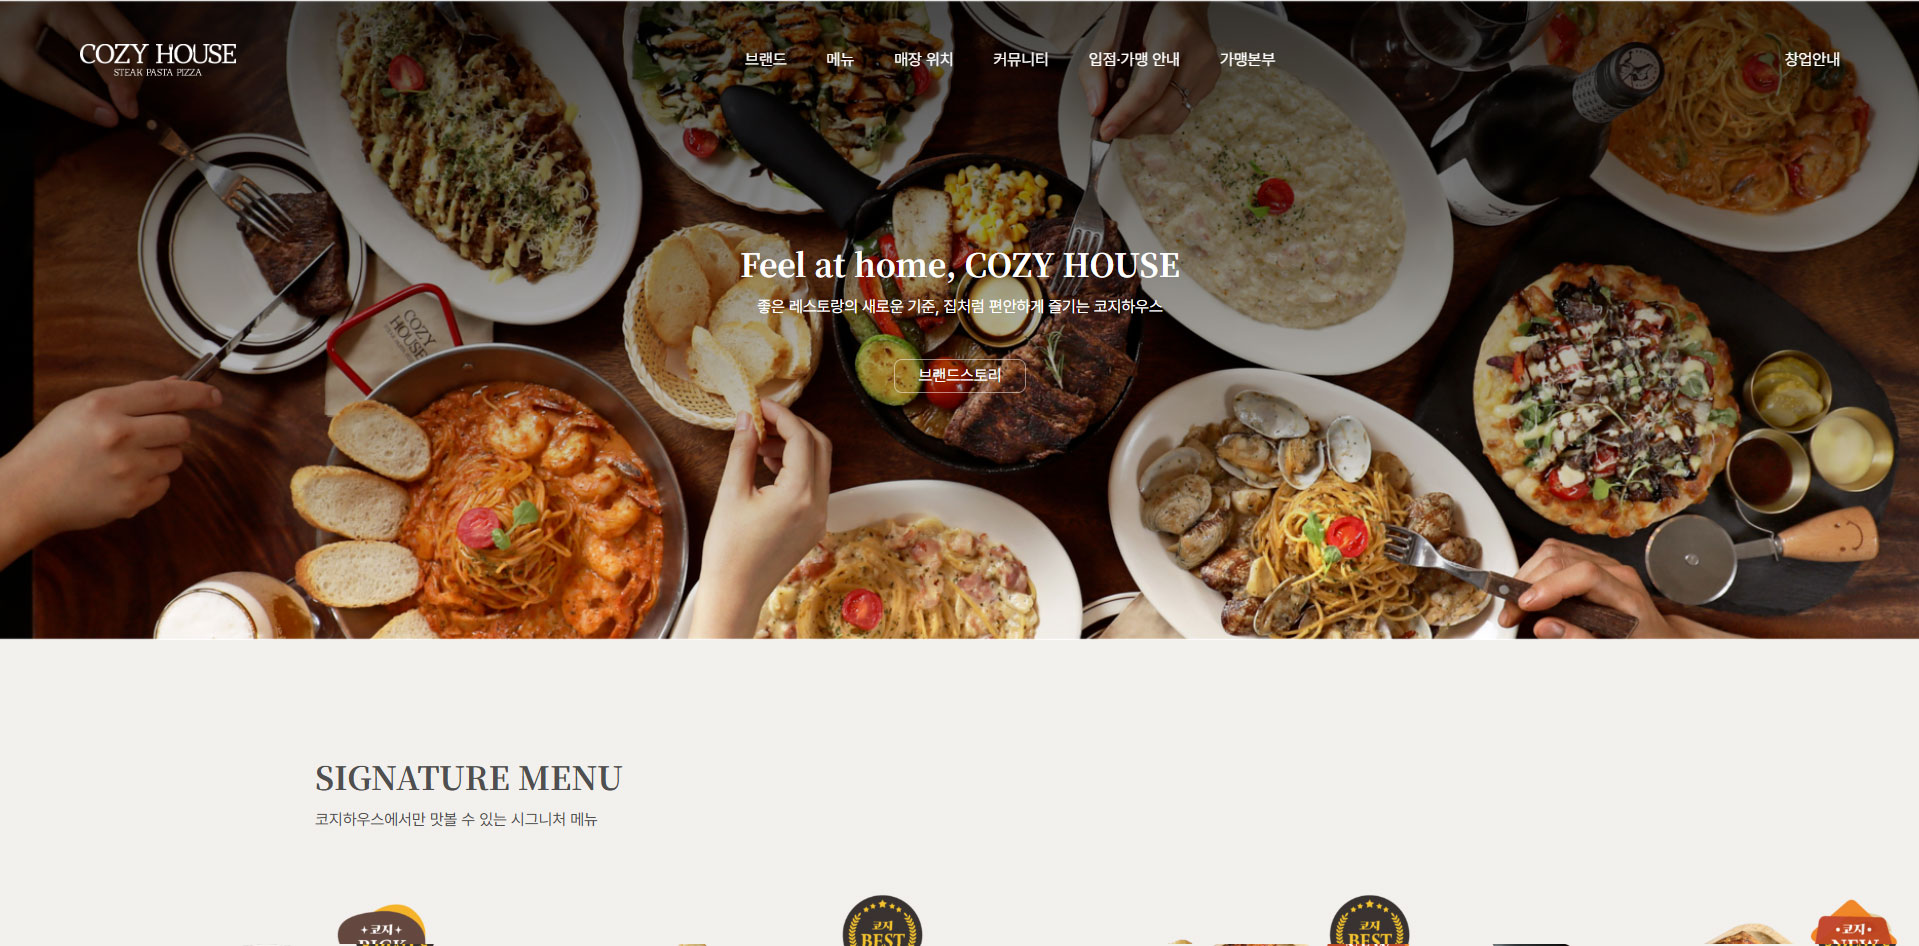 COZY HOUSE
STEAK PASTA PIZZA
브랜드
메뉴
매장 위치
커뮤니티
입점·가맹 안내
가맹본부
창업안내
COZY
HOUSE
Feel at home, COZY HOUSE
좋은 레스토랑의 새로운 기준, 집처럼 편안하게 즐기는 코지하우스
브랜드스토리
SIGNATURE MENU
코지하우스에서만 맛볼 수 있는 시그니처 메뉴
코지
PICK
코지
BEST
코지
BEST
코지
NEW